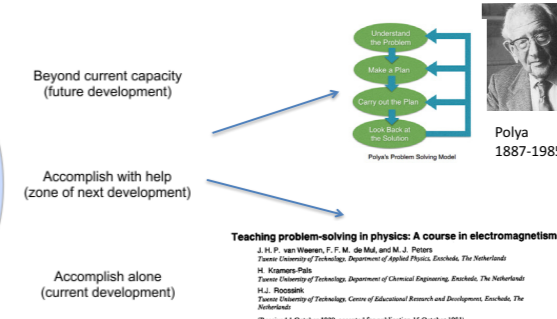 Beyond current capacity
(future development)
Accomplish with help
(zone of next development)
Accomplish alone
(current development)
Understand
the Problem
Make a Plan
Carry out the Plan
Look Back at
the Solution
Polya's Problem Solving Model
Polya
1887-1985
Teaching problem-solving in physics: A course in electromagnetism
J. H. P. van Weeren, F. F. M. de Mul, and M. J. Peters
Twente University of Technology, Department of Applied Physics, Enschede, The Netherlands
H. Kramers-Pals
Twente University of Technology, Department of Chemical Engineering, Enschede, The Netherlands
H.J. Roossink
Twente University of Technology, Centre of Educational Research and Development, Enschede, The
Netherlands